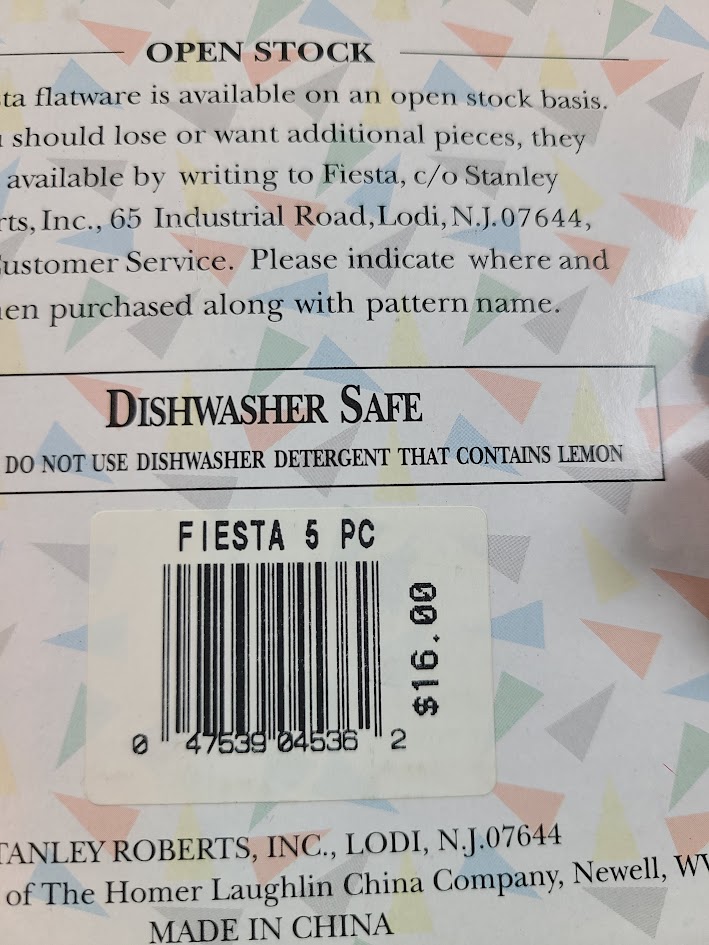 OPEN STOCK
ta flatware is available on an open stock basis.
should lose or want additional pieces, they
available by writing to Fiesta, c/o Stanley
rts, Inc., 65 Industrial Road, Lodi, N.J. 07644,
ustomer Service. Please indicate where and
en purchased along with pattern name.
DISHWASHER SAFE
DO NOT USE DISHWASHER DETERGENT THAT CONTAINS LEMON
FIESTA 5 PC
$16.00
0 47539 04536 2
TANLEY ROBERTS, INC., LODI, N.J. 07644
of The Homer Laughlin China Company, Newell, WV
MADE IN CHINA